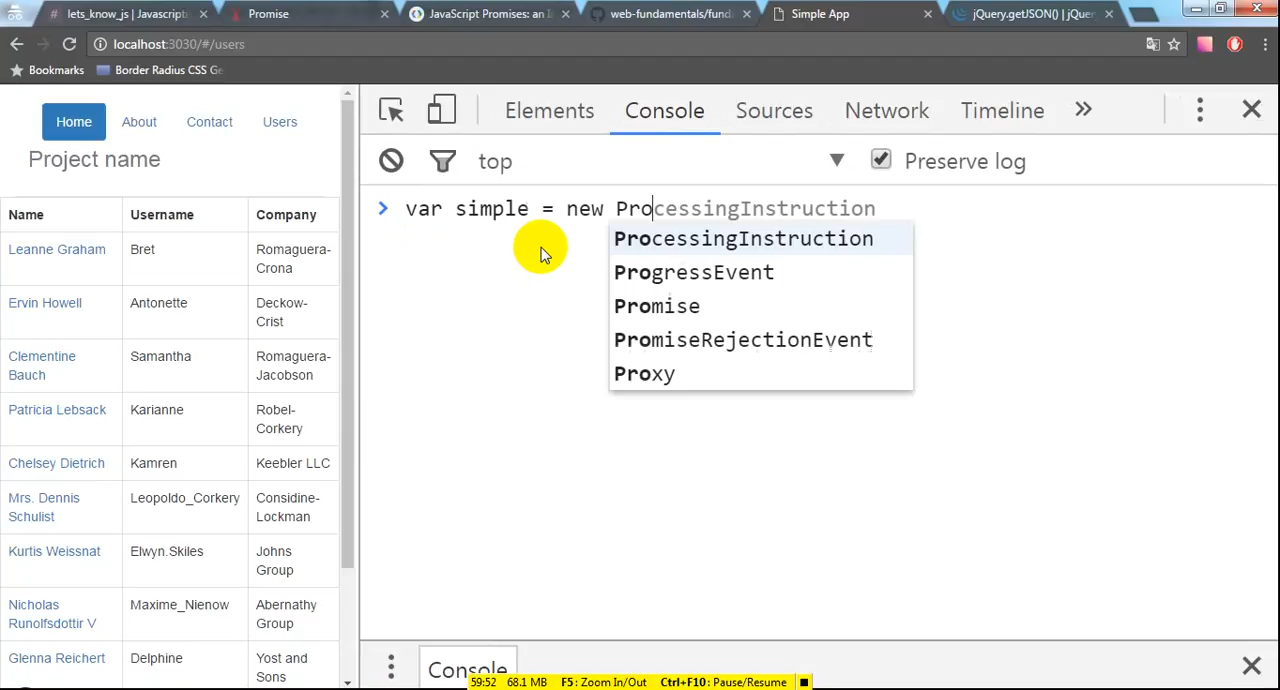 lets_know_js | Javascript
Promise
JavaScript Promises: an I
web-fundamentals/fund
Simple App
jQuery.getJSON() | jQuer
localhost:3030/#/users
Bookmarks
Border Radius CSS Ge
Home
About
Contact
Users
Project name
Name Username Company
Leanne Graham Bret Romaguera-
Crona
Ervin Howell Antonette Deckow-
Crist
Clementine Samantha Romaguera-
Bauch Jacobson
Patricia Lebsack Karianne Robel-
Corkery
Chelsey Dietrich Kamren Keebler LLC
Mrs. Dennis Leopoldo_Corkery Considine-
Schulist Lockman
Kurtis Weissnat Elwyn.Skiles Johns
Group
Nicholas Maxime_Nienow Abernathy
Runolfsdottir V Group
Glenna Reichert Delphine Yost and
Sons
Elements
Console
Sources
Network
Timeline
top
Preserve log
var simple = new ProcessingInstruction
ProcessingInstruction
ProgressEvent
Promise
PromiseRejectionEvent
Proxy
Console
59:52 68.1 MB F5: Zoom In/Out Ctrl+F10: Pause/Resume